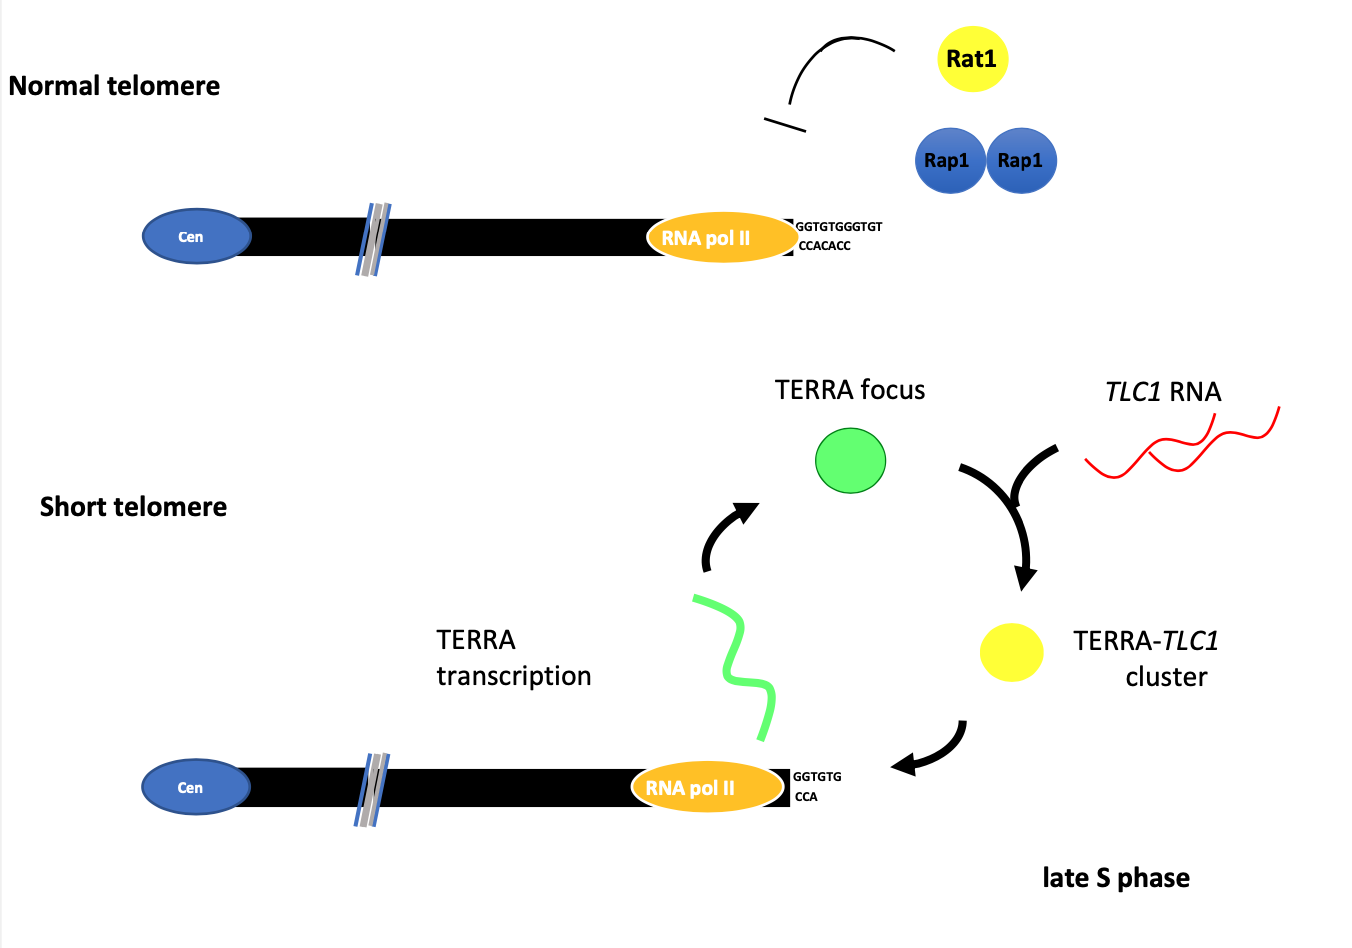 Normal telomere
Rat1
Rap1 Rap1
Cen
RNA pol II
GGTGTGGGTGT
CCACACC
TERRA focus
TLC1 RNA
Short telomere
TERRA
transcription
TERRA-TLC1
cluster
Cen
RNA pol II
GGTGTG
CCA
late S phase